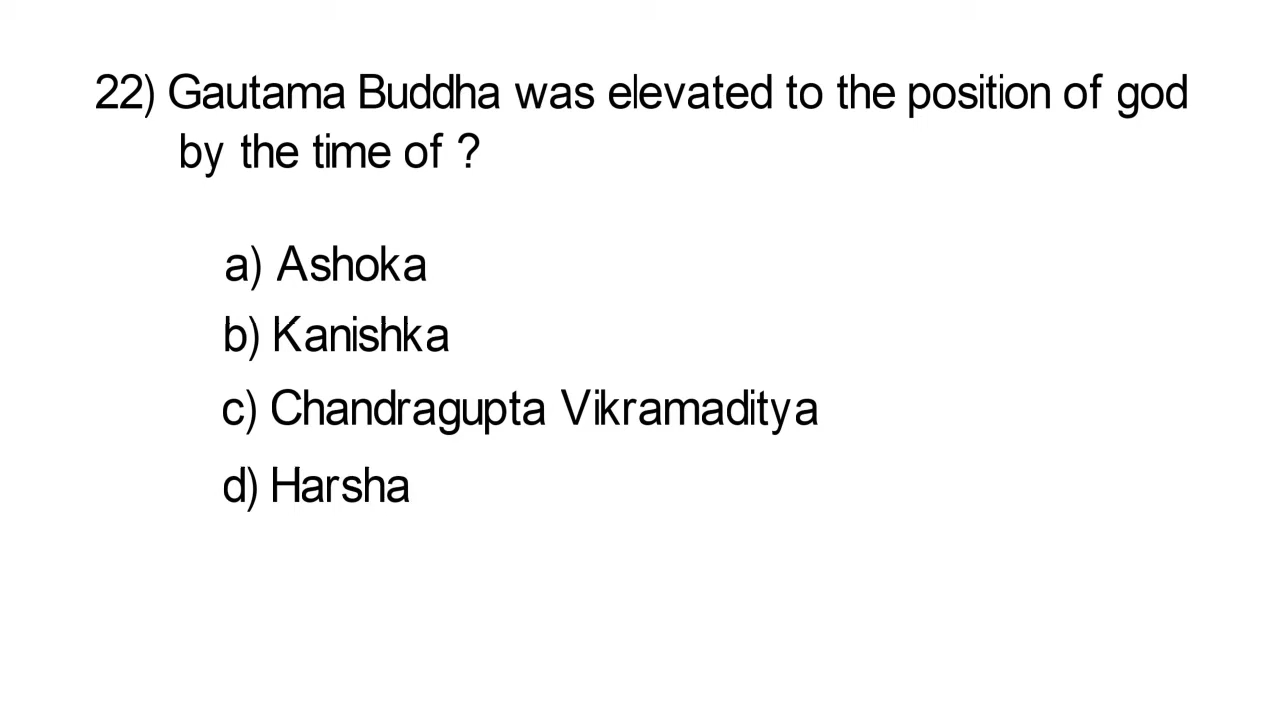 22) Gautama Buddha was elevated to the position of god
by the time of ?
a) Ashoka
b) Kanishka
c) Chandragupta Vikramaditya
d) Harsha